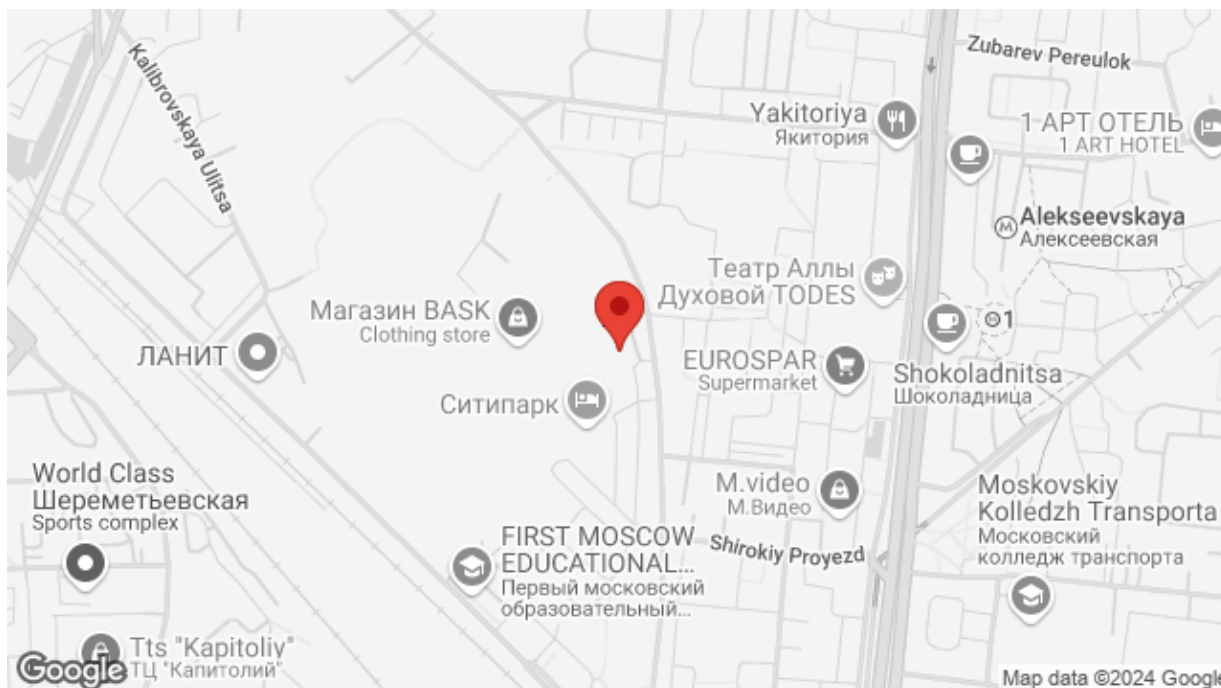 Zubarev Pereulok
Kalibrovskaya Ulitsa
Yakitoriya
Якитория
1 АРТ ОТЕЛЬ
1 ART HOTEL
Alekseevskaya
Алексеевская
Театр Аллы
Духовой TODES
Магазин BASK
Clothing store
1
ЛАНИТ
EUROSPAR
Supermarket
Shokoladnitsa
Шоколадница
Ситипарк
World Class
Шереметьевская
Sports complex
M.video
М.Видео
Moskovskiy
Kolledzh Transporta
Московский
колледж транспорта
FIRST MOSCOW
EDUCATIONAL...
Первый московский
образовательный...
Shirokiy Proyezd
Tts "Kapitoliy"
ТЦ "Капитолий"
Google
Map data ©2024 Google